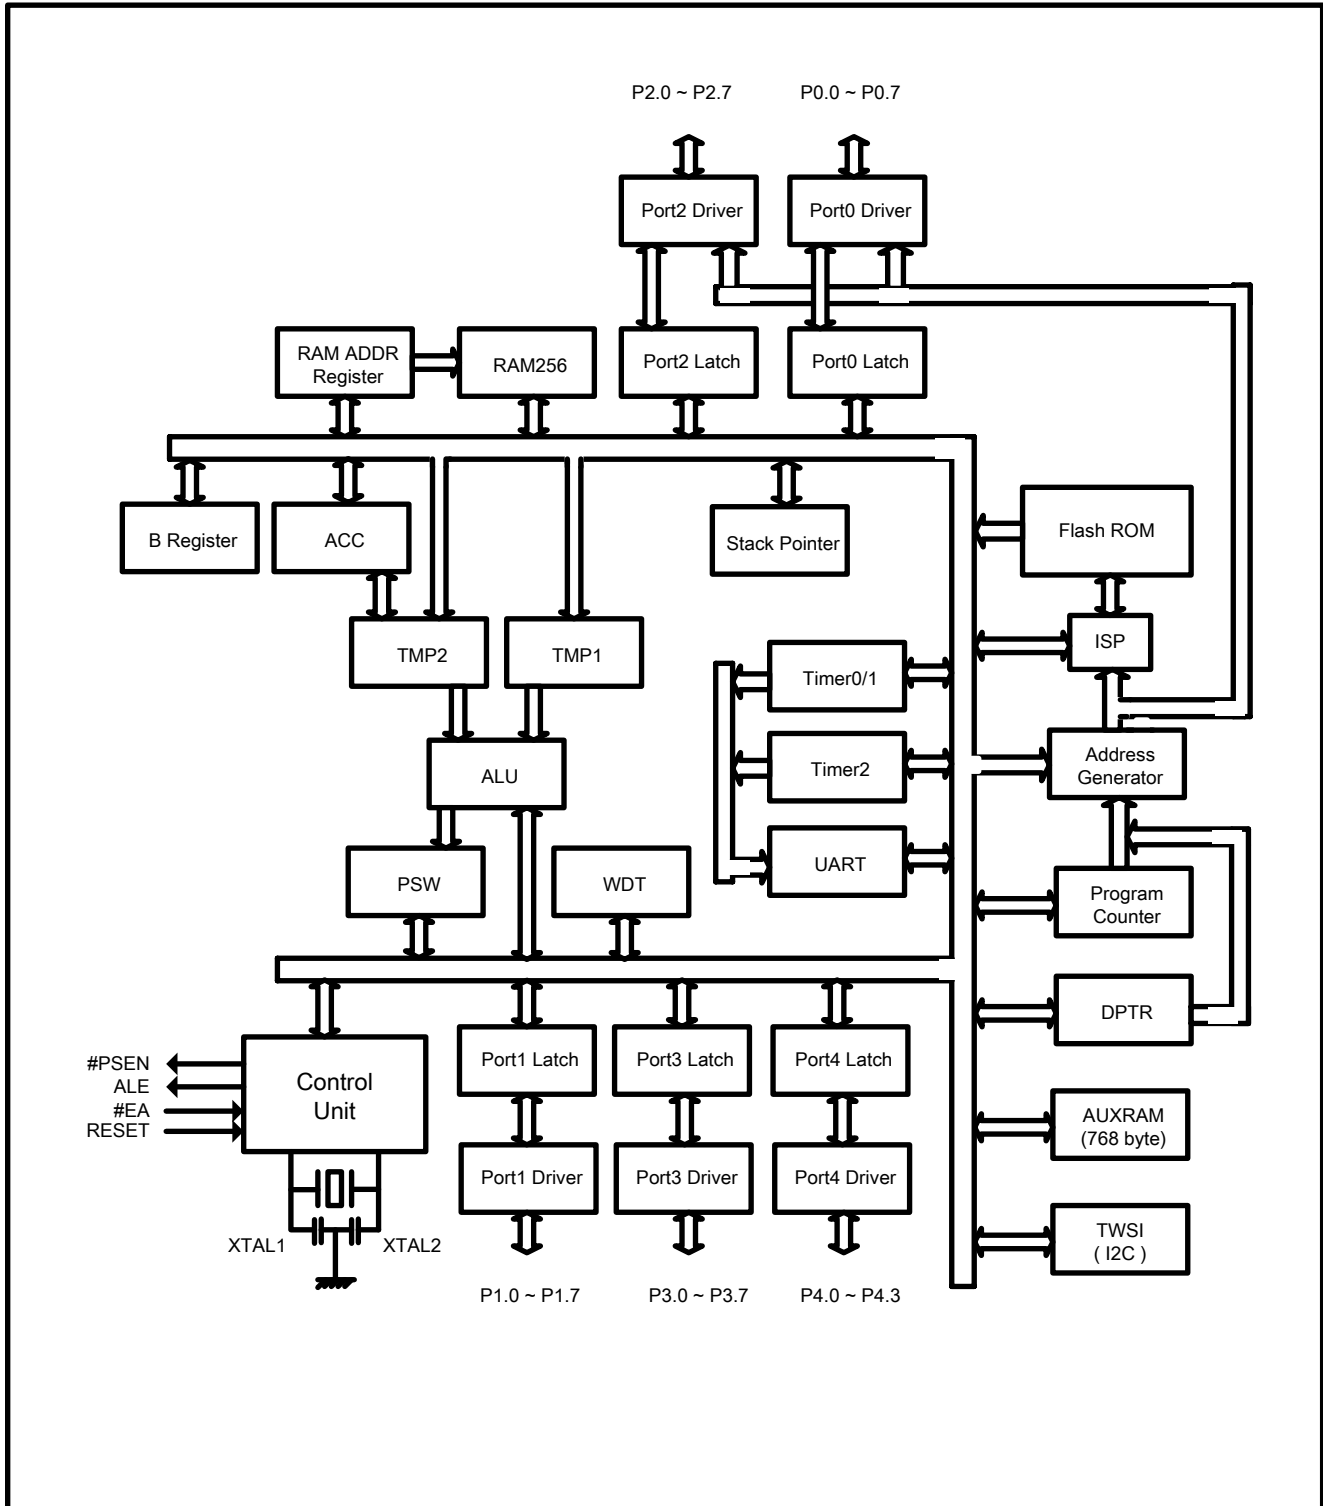 P2.0 ~ P2.7
P0.0 ~ P0.7
Port2 Driver
Port0 Driver
RAM ADDR
Register
RAM256
Port2 Latch
Port0 Latch
B Register
ACC
Stack Pointer
Flash ROM
TMP2
TMP1
ISP
Timer0/1
ALU
Timer2
Address
Generator
PSW
WDT
UART
Program
Counter
DPTR
#PSEN
ALE
#EA
RESET
Control
Unit
Port1 Latch
Port3 Latch
Port4 Latch
AUXRAM
(768 byte)
Port1 Driver
Port3 Driver
Port4 Driver
XTAL1
XTAL2
TWSI
( I2C )
P1.0 ~ P1.7
P3.0 ~ P3.7
P4.0 ~ P4.3